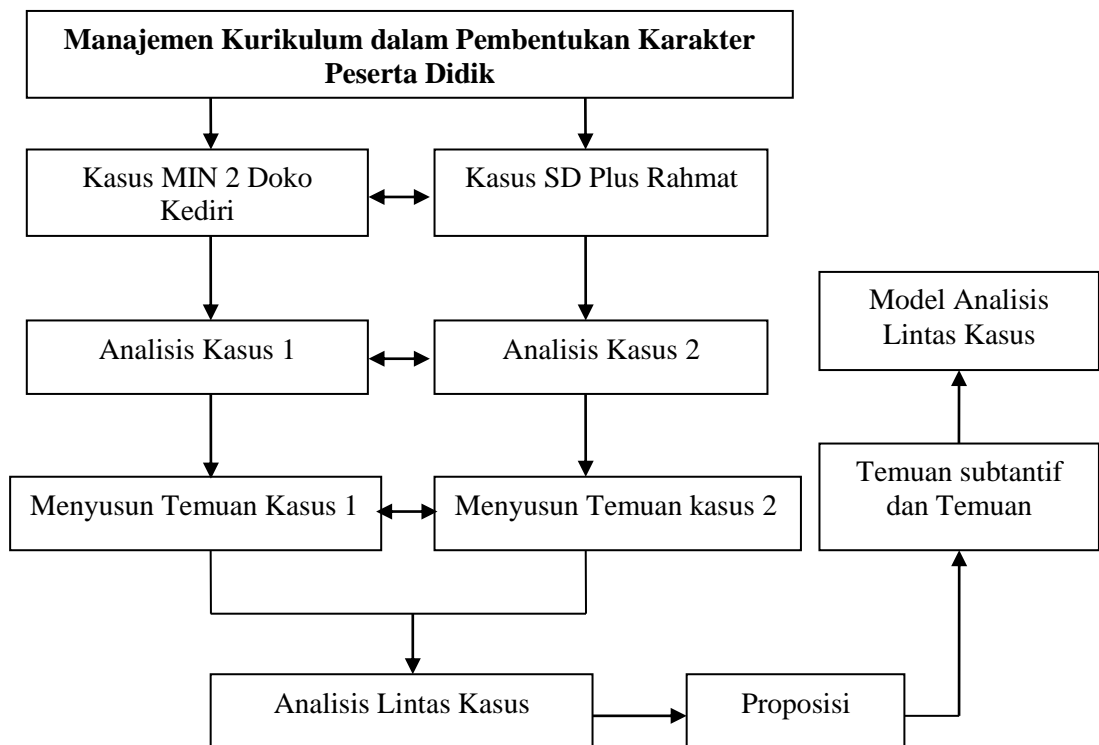 Manajemen Kurikulum dalam Pembentukan Karakter
Peserta Didik
Kasus MIN 2 Doko
Kediri
Kasus SD Plus Rahmat
Analisis Kasus 1
Analisis Kasus 2
Model Analisis
Lintas Kasus
Menyusun Temuan Kasus 1
Menyusun Temuan kasus 2
Temuan subtantif
dan Temuan
Analisis Lintas Kasus
Proposisi